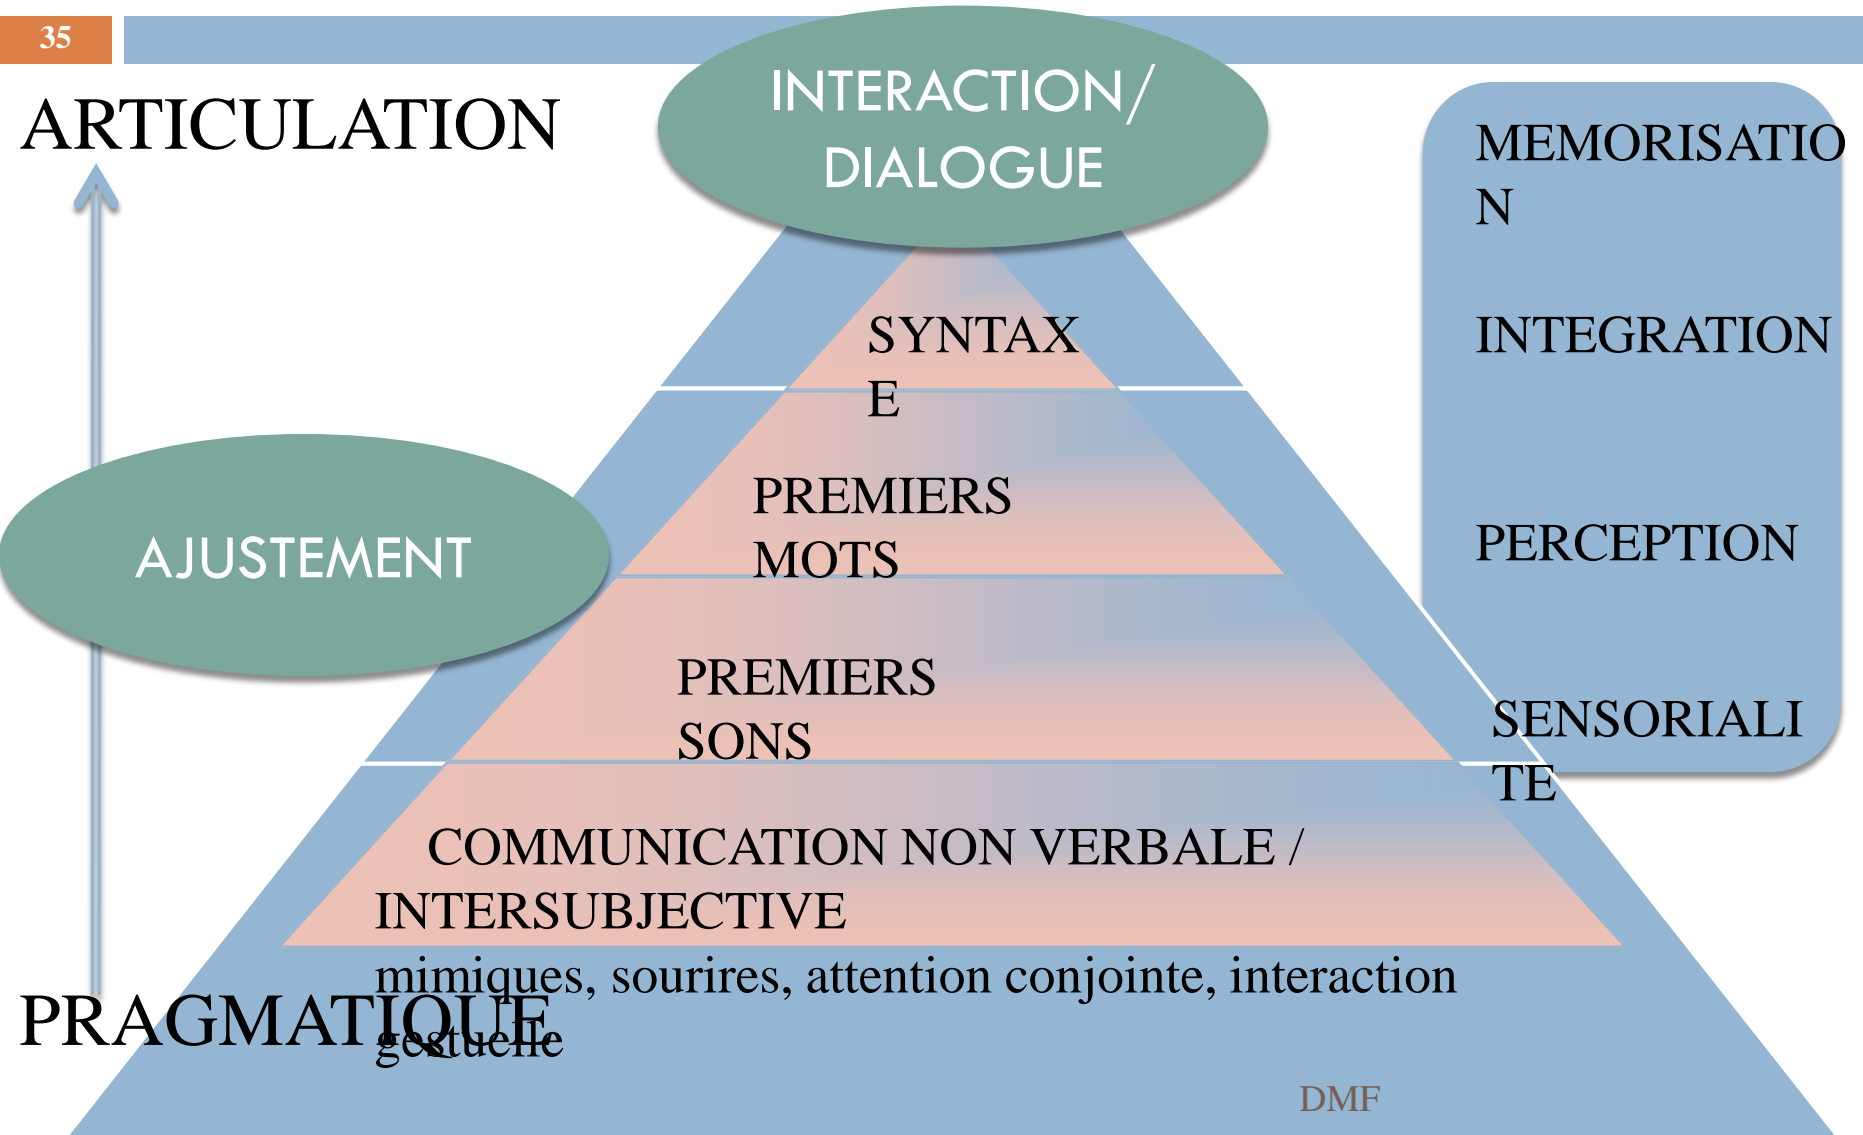 35
INTERACTION/
DIALOGUE
ARTICULATION
MEMORISATIO
N
SYNTAX
E
INTEGRATION
PREMIERS
MOTS
AJUSTEMENT
PERCEPTION
PREMIERS
SONS
SENSORIALI
TE
COMMUNICATION NON VERBALE /
INTERSUBJECTIVE
mimiques, sourires, attention conjointe, interaction
gestuelle
PRAGMATIQUE
DMF